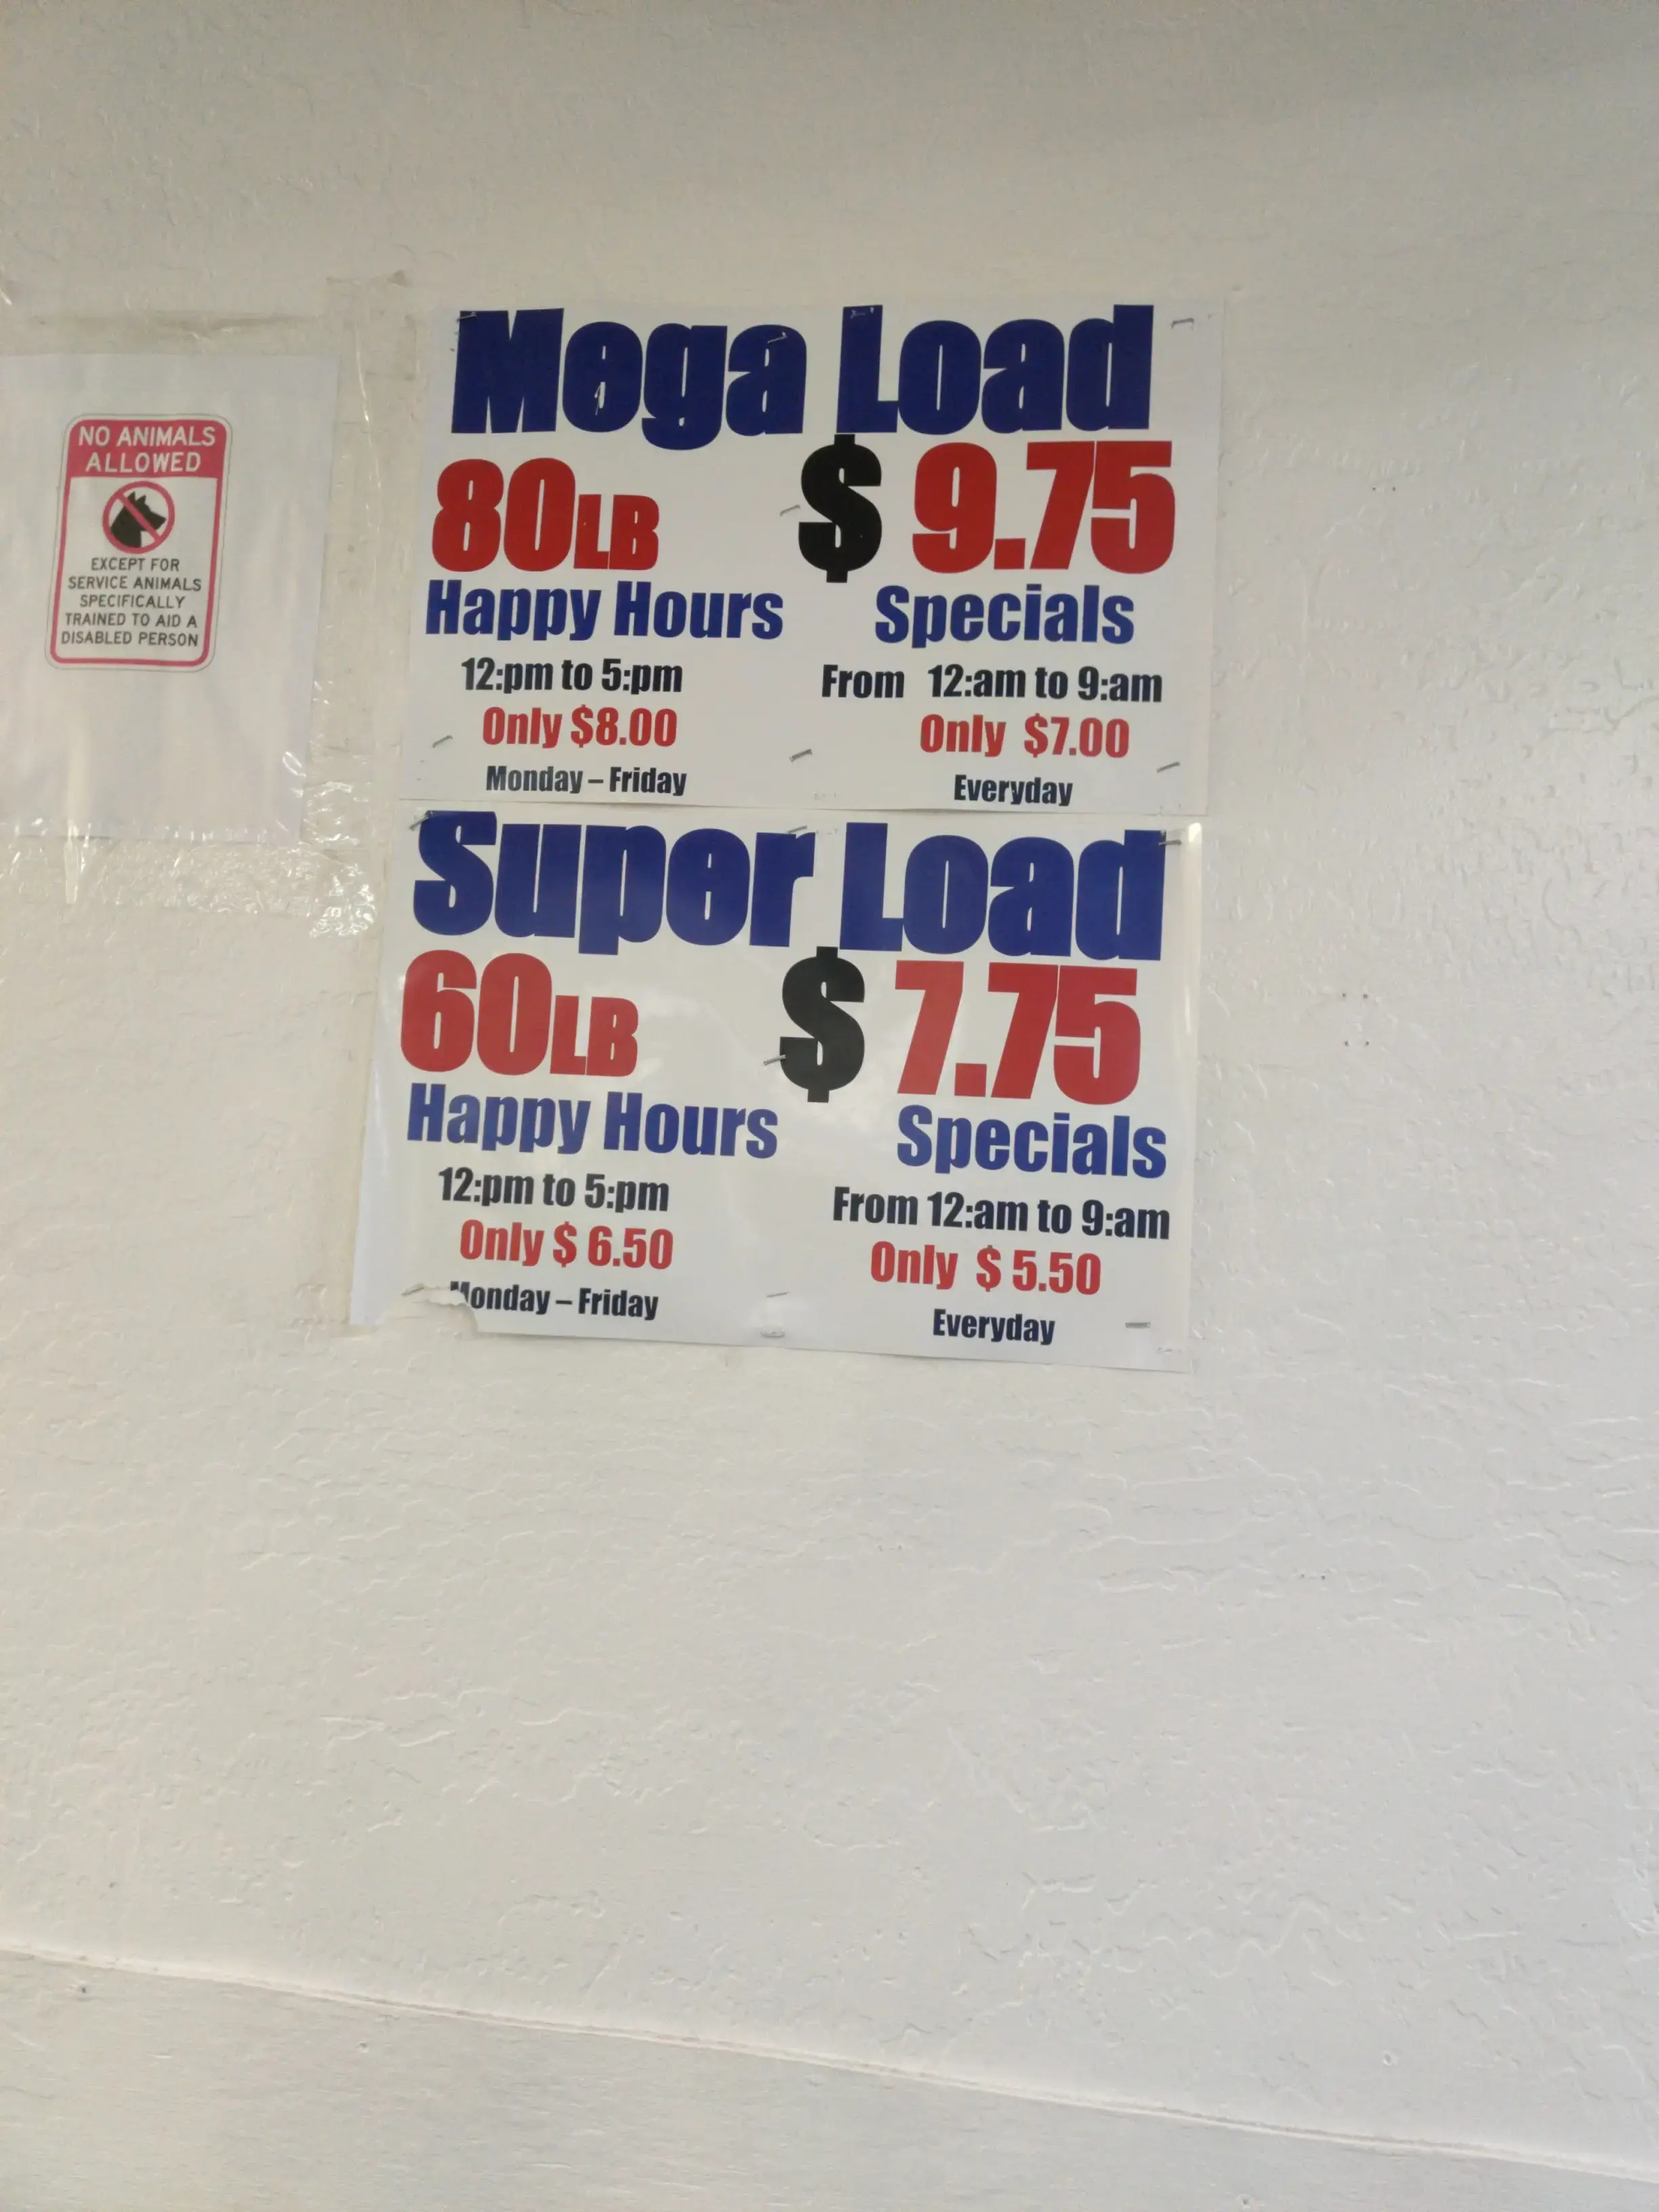 NO ANIMALS
ALLOWED
EXCEPT FOR
SERVICE ANIMALS
SPECIFICALLY
TRAINED TO AID A
DISABLED PERSON
Mega Load
80LB $ 9.75
Happy Hours Specials
12:pm to 5:pm From 12:am to 9:am
Only $8.00 Only $7.00
Monday – Friday Everyday
Super Load
60LB $ 7.75
Happy Hours Specials
12:pm to 5:pm From 12:am to 9:am
Only $ 6.50 Only $ 5.50
Monday – Friday Everyday